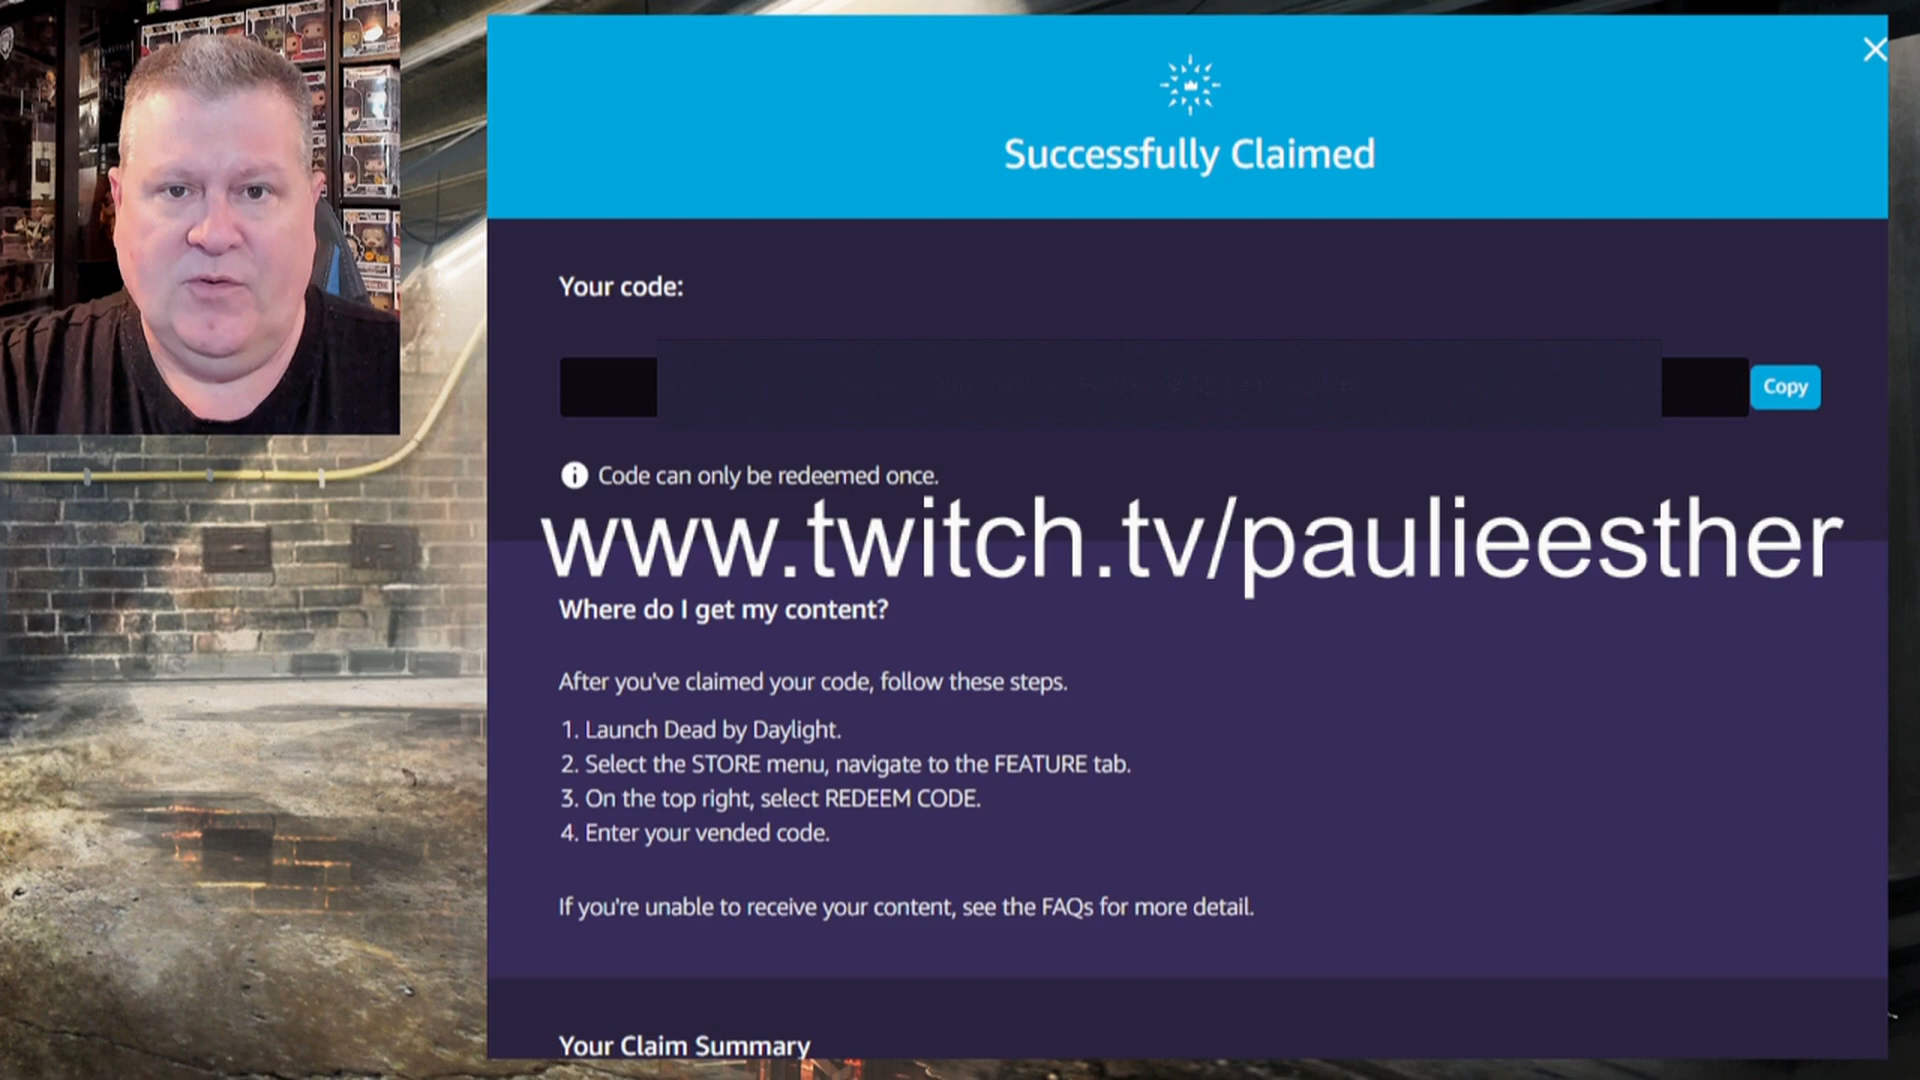 Successfully Claimed
Your code:
Copy
Code can only be redeemed once.
www.twitch.tv/paulieesther
Where do I get my content?
After you've claimed your code, follow these steps.
1. Launch Dead by Daylight.
2. Select the STORE menu, navigate to the FEATURE tab.
3. On the top right, select REDEEM CODE.
4. Enter your vended code.
If you're unable to receive your content, see the FAQs for more detail.
Your Claim Summary